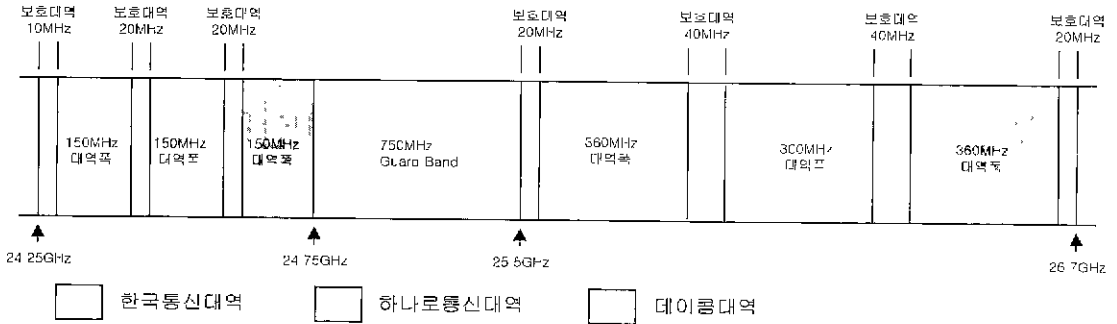 보호대역
10MHz
보호대역
20MHz
보호대역
20MHz
보호대역
20MHz
보호대역
40MHz
보호대역
40MHz
보호대역
20MHz
150MHz
대역폭
150MHz
대역폭
150MHz
대역폭
750MHz
Guard Band
360MHz
대역폭
300MHz
대역폭
360MHz
대역폭
24 25GHz
24 75GHz
25 5GHz
26 7GHz
한국통신대역
하나로통신대역
데이콤대역